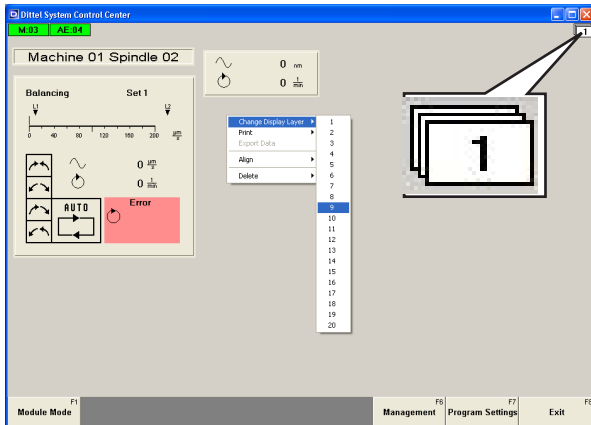 Dittel System Control Center
M:03 AE:04
1
Machine 01 Spindle 02
0 nm
0 1/min
Balancing Set 1
L1 L2
0 40 80 120 160 200 µm/s
0 µm/s
0 1/min
AUTO
Error
Change Display Layer
Print
Export Data
Align
Delete
1
2
3
4
5
6
7
8
9
10
11
12
13
14
15
16
17
18
19
20
1
F1
Module Mode
F6
Management
F7
Program Settings
F8
Exit